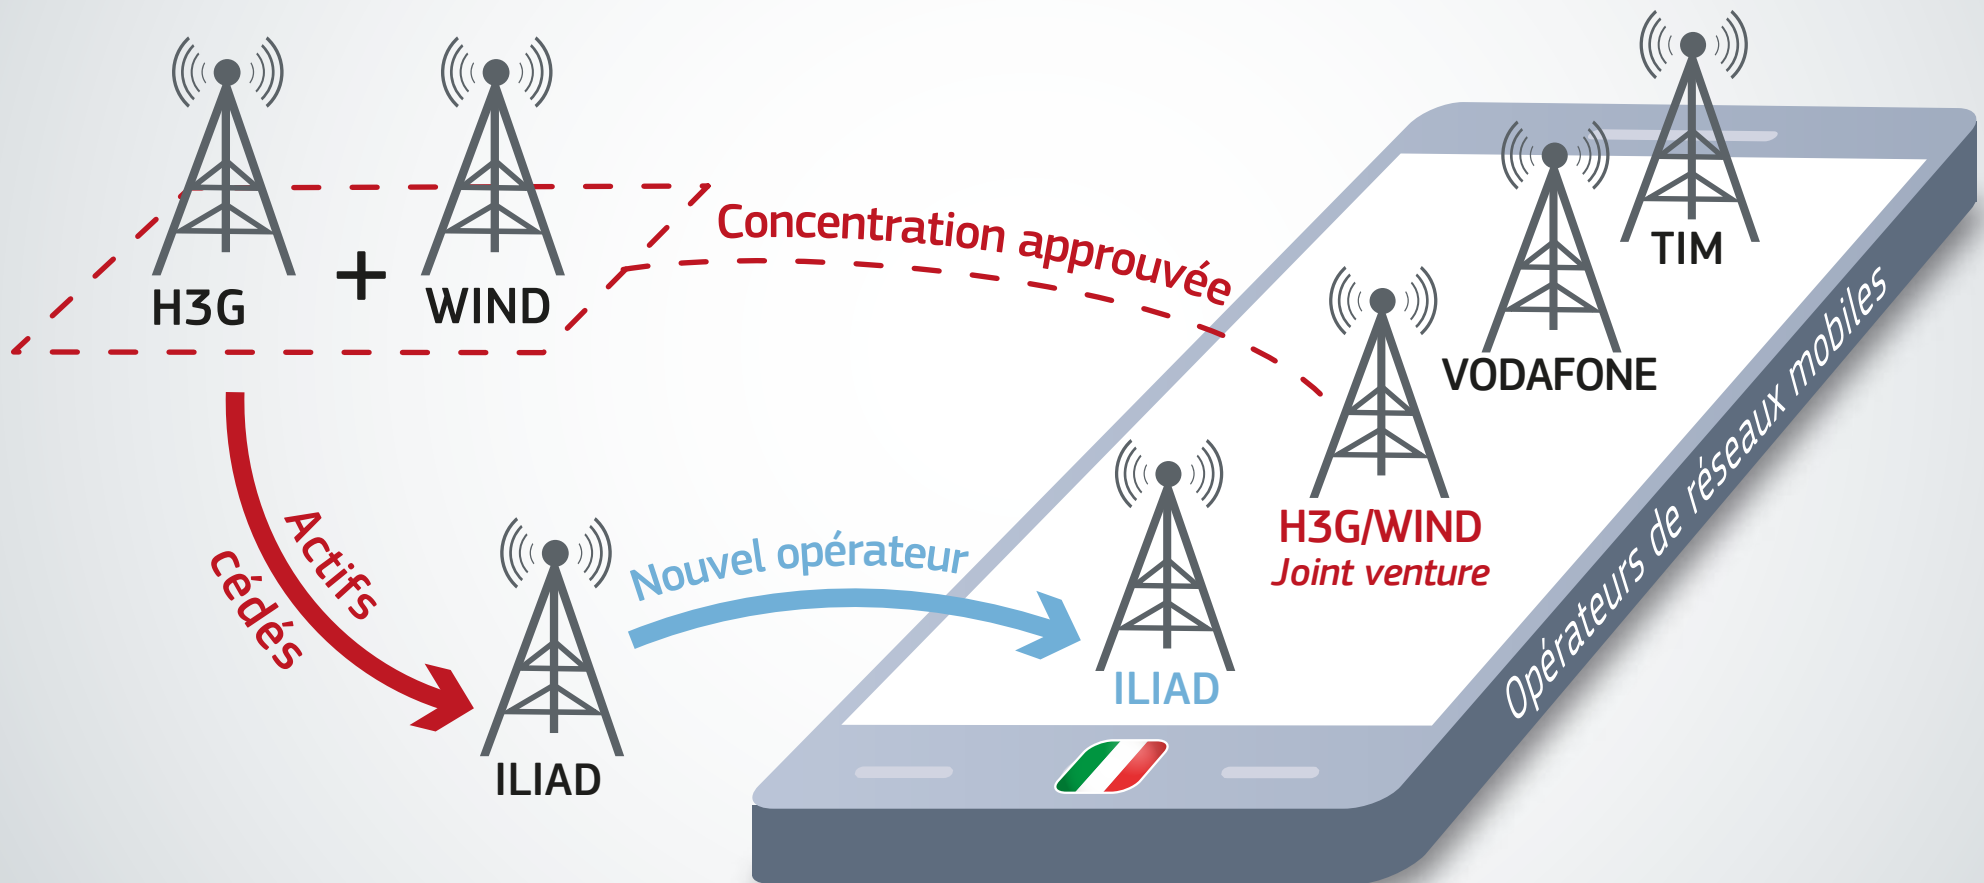 H3G
+
WIND
Concentration approuvée
TIM
VODAFONE
H3G/WIND
Joint venture
Actifs
cédés
ILIAD
Nouvel opérateur
ILIAD
Opérateurs de réseaux mobiles